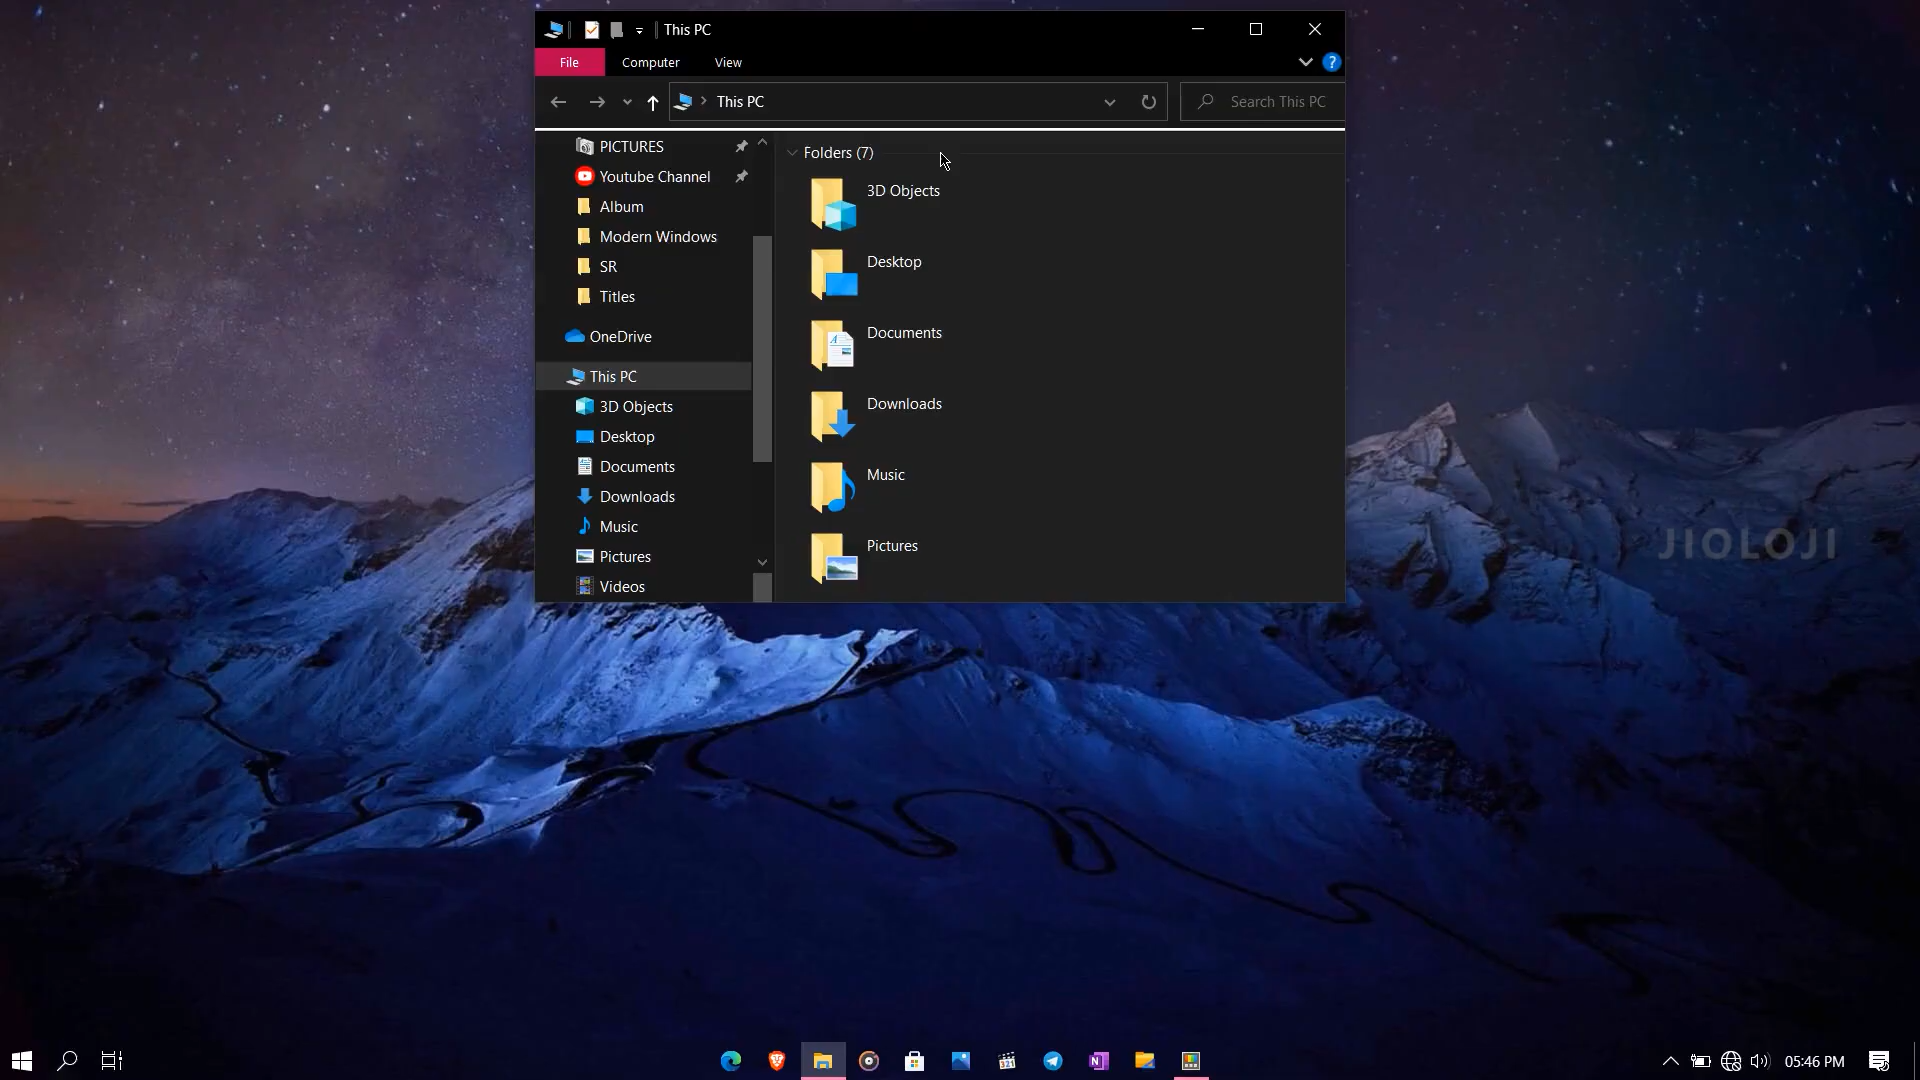 This PC
File
Computer
View
?
This PC
Search This PC
PICTURES
Youtube Channel
Album
Modern Windows
SR
Titles
OneDrive
This PC
3D Objects
Desktop
Documents
Downloads
Music
Pictures
Videos
Folders (7)
3D Objects
Desktop
Documents
Downloads
Music
Pictures
JIOLOJI
321
N
05:46 PM